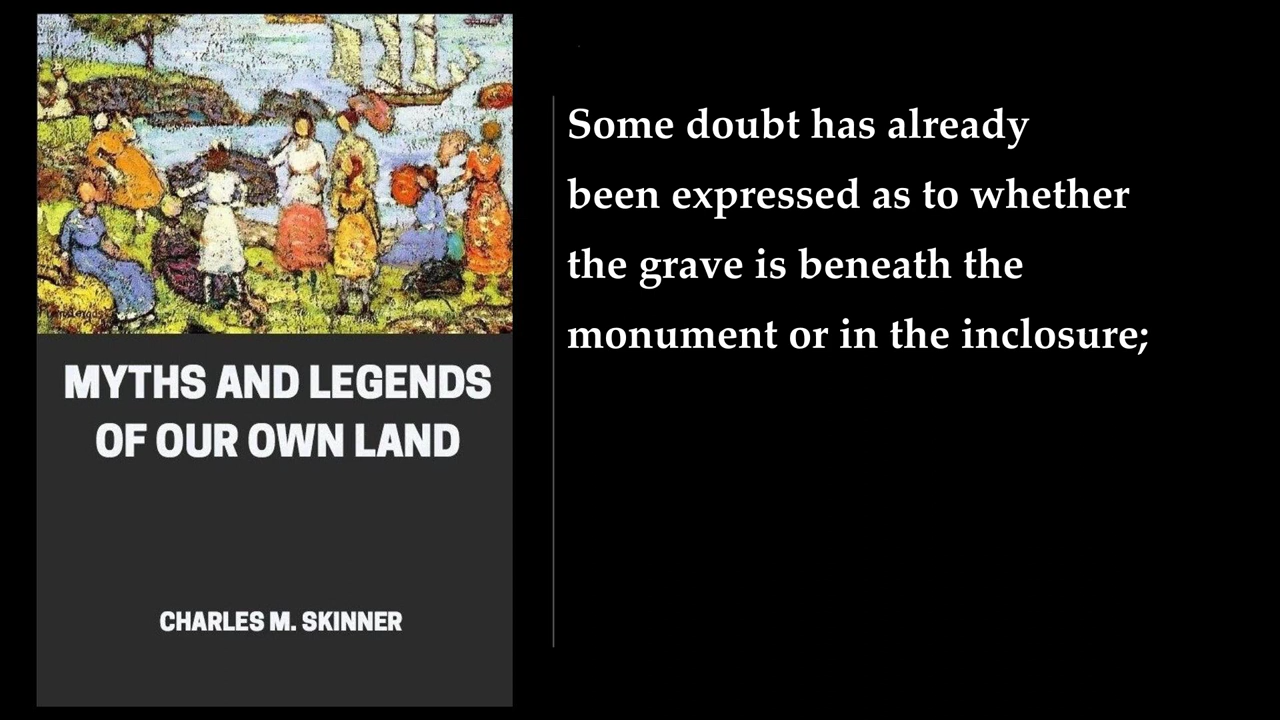 MYTHS AND LEGENDS
OF OUR OWN LAND
CHARLES M. SKINNER
Some doubt has already
been expressed as to whether
the grave is beneath the
monument or in the inclosure;